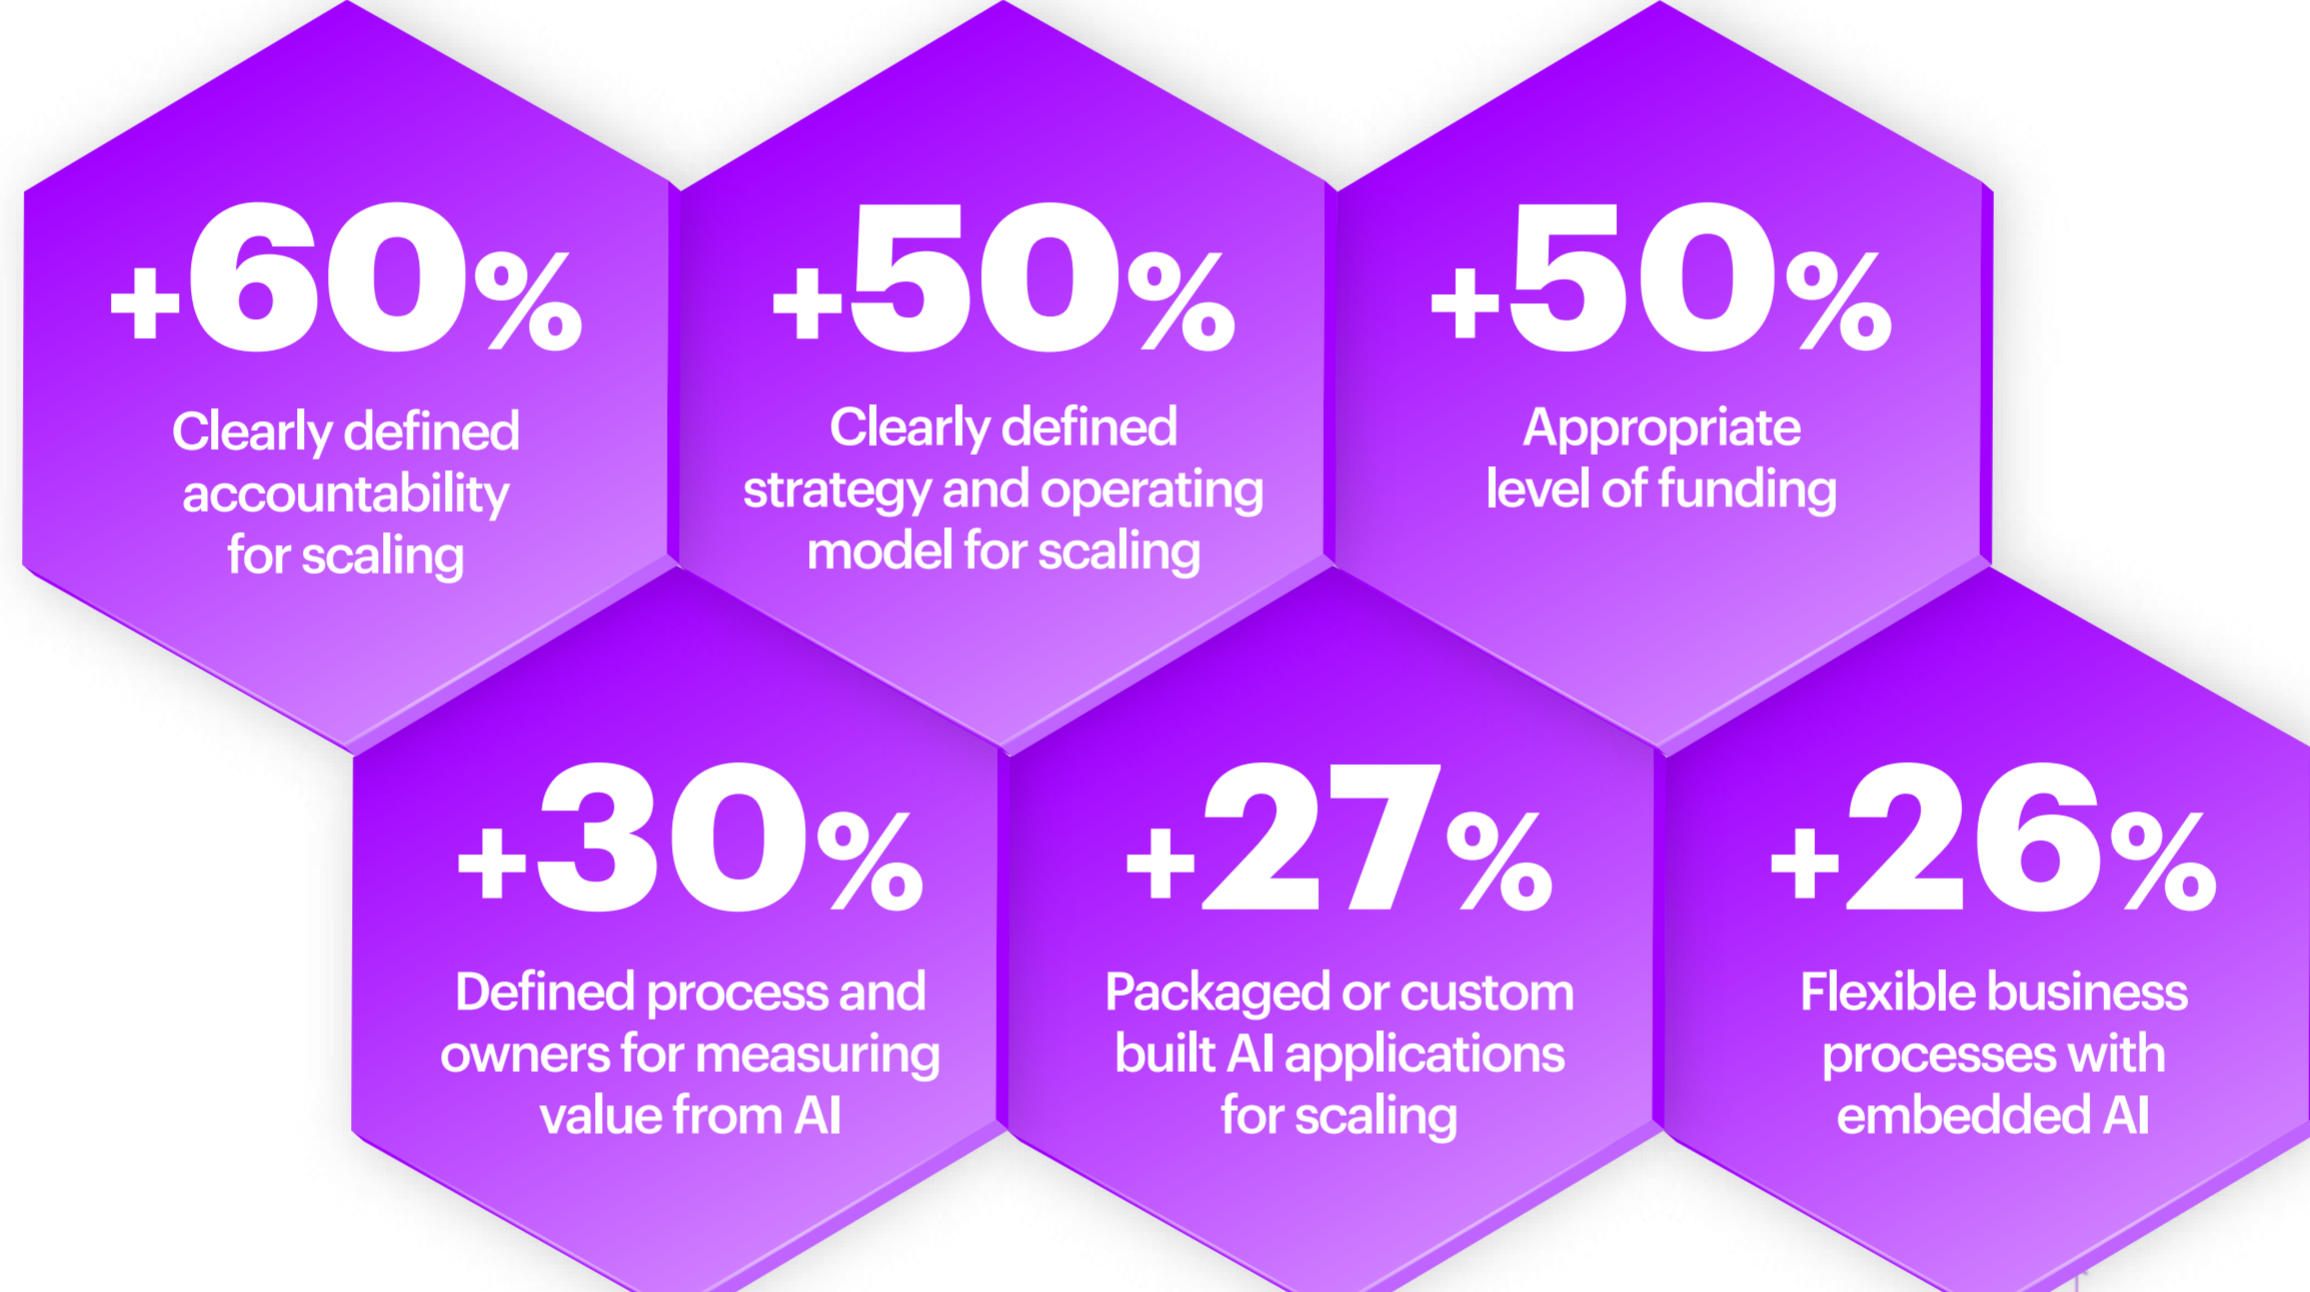 +60%
Clearly defined
accountability
for scaling
+50%
Clearly defined
strategy and operating
model for scaling
+50%
Appropriate
level of funding
+30%
Defined process and
owners for measuring
value from AI
+27%
Packaged or custom
built AI applications
for scaling
+26%
Flexible business
processes with
embedded AI